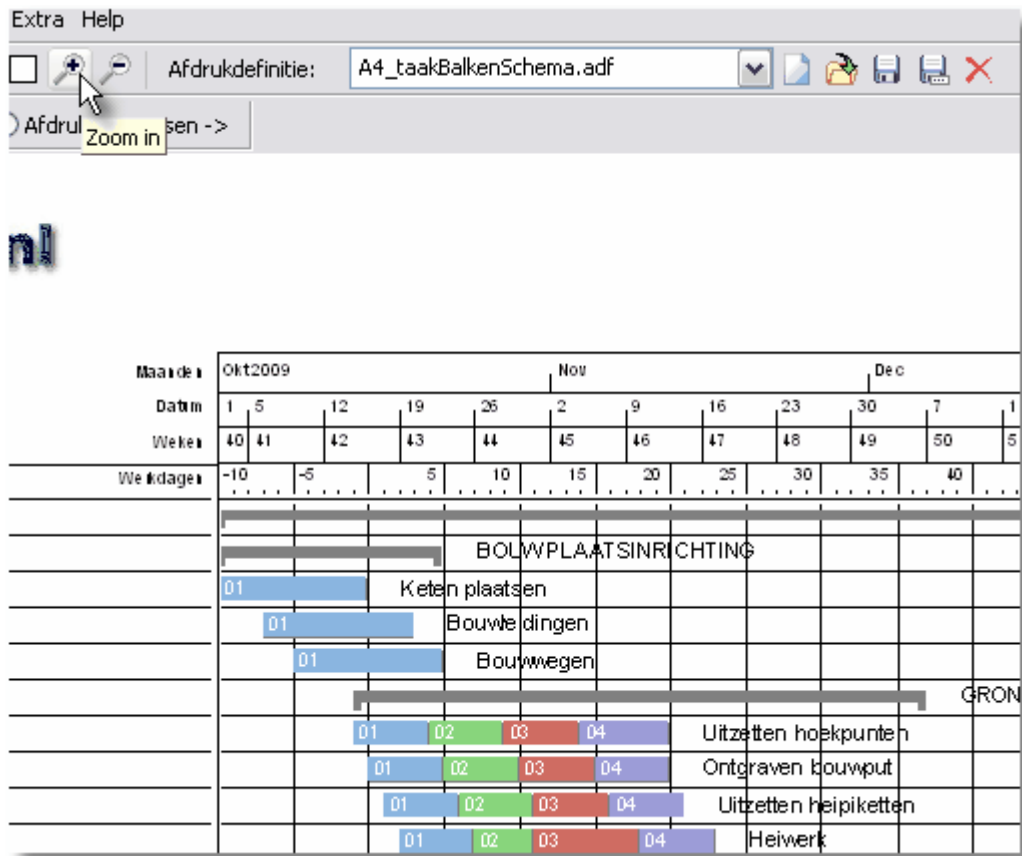 Extra Help
Afdrukdefinitie: A4_taakBalkenSchema.adf
Zoom in
sen ->
Maanden Okt2009 Nov Dec
Datum 1 5 12 19 26 2 9 16 23 30 7 1
Weken 40 41 42 43 44 45 46 47 48 49 50 5
Werkdagen -10 -5 5 10 15 20 25 30 35 40
BOUWPLAATSINRICHTING
01 Keten plaatsen
01 Bouwleidingen
01 Bouwwegen
GRON
01 02 03 04 Uitzetten hoekpunten
01 02 03 04 Ontgraven bouwput
01 02 03 04 Uitzetten heipiketten
01 02 03 04 Heiwerk